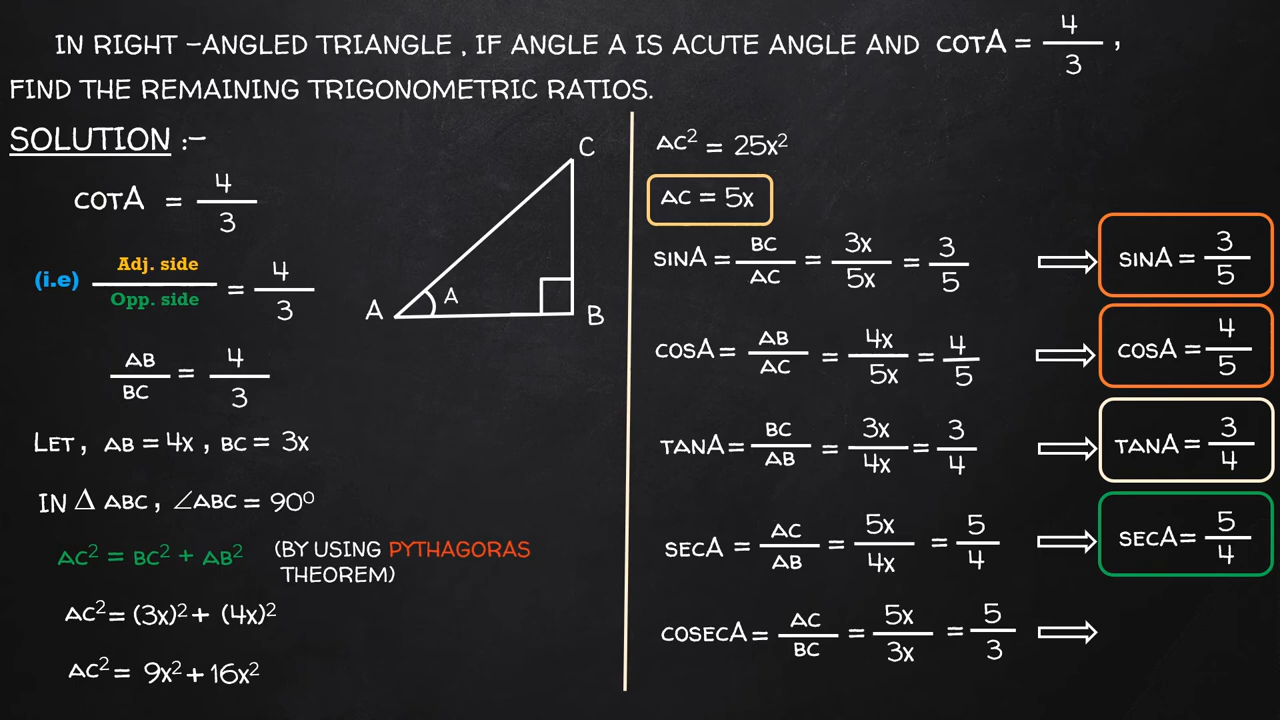 IN RIGHT -ANGLED TRIANGLE , IF ANGLE A IS ACUTE ANGLE AND COTA = 4/3 ,
FIND THE REMAINING TRIGONOMETRIC RATIOS.
SOLUTION :-
COTA = 4/3
(i.e) Adj. side / Opp. side = 4/3
AB/BC = 4/3
LET , AB = 4x , BC = 3x
IN Δ ABC , ∠ABC = 90⁰
AC² = BC² + AB² (BY USING PYTHAGORAS
THEOREM)
AC² = (3x)² + (4x)²
AC² = 9x² + 16x²
C
A
A
B
AC² = 25x²
AC = 5x
SINA = BC/AC = 3x/5x = 3/5 ⇒ SINA = 3/5
COSA = AB/AC = 4x/5x = 4/5 ⇒ COSA = 4/5
TANA = BC/AB = 3x/4x = 3/4 ⇒ TANA = 3/4
SECA = AC/AB = 5x/4x = 5/4 ⇒ SECA = 5/4
COSECA = AC/BC = 5x/3x = 5/3 ⇒